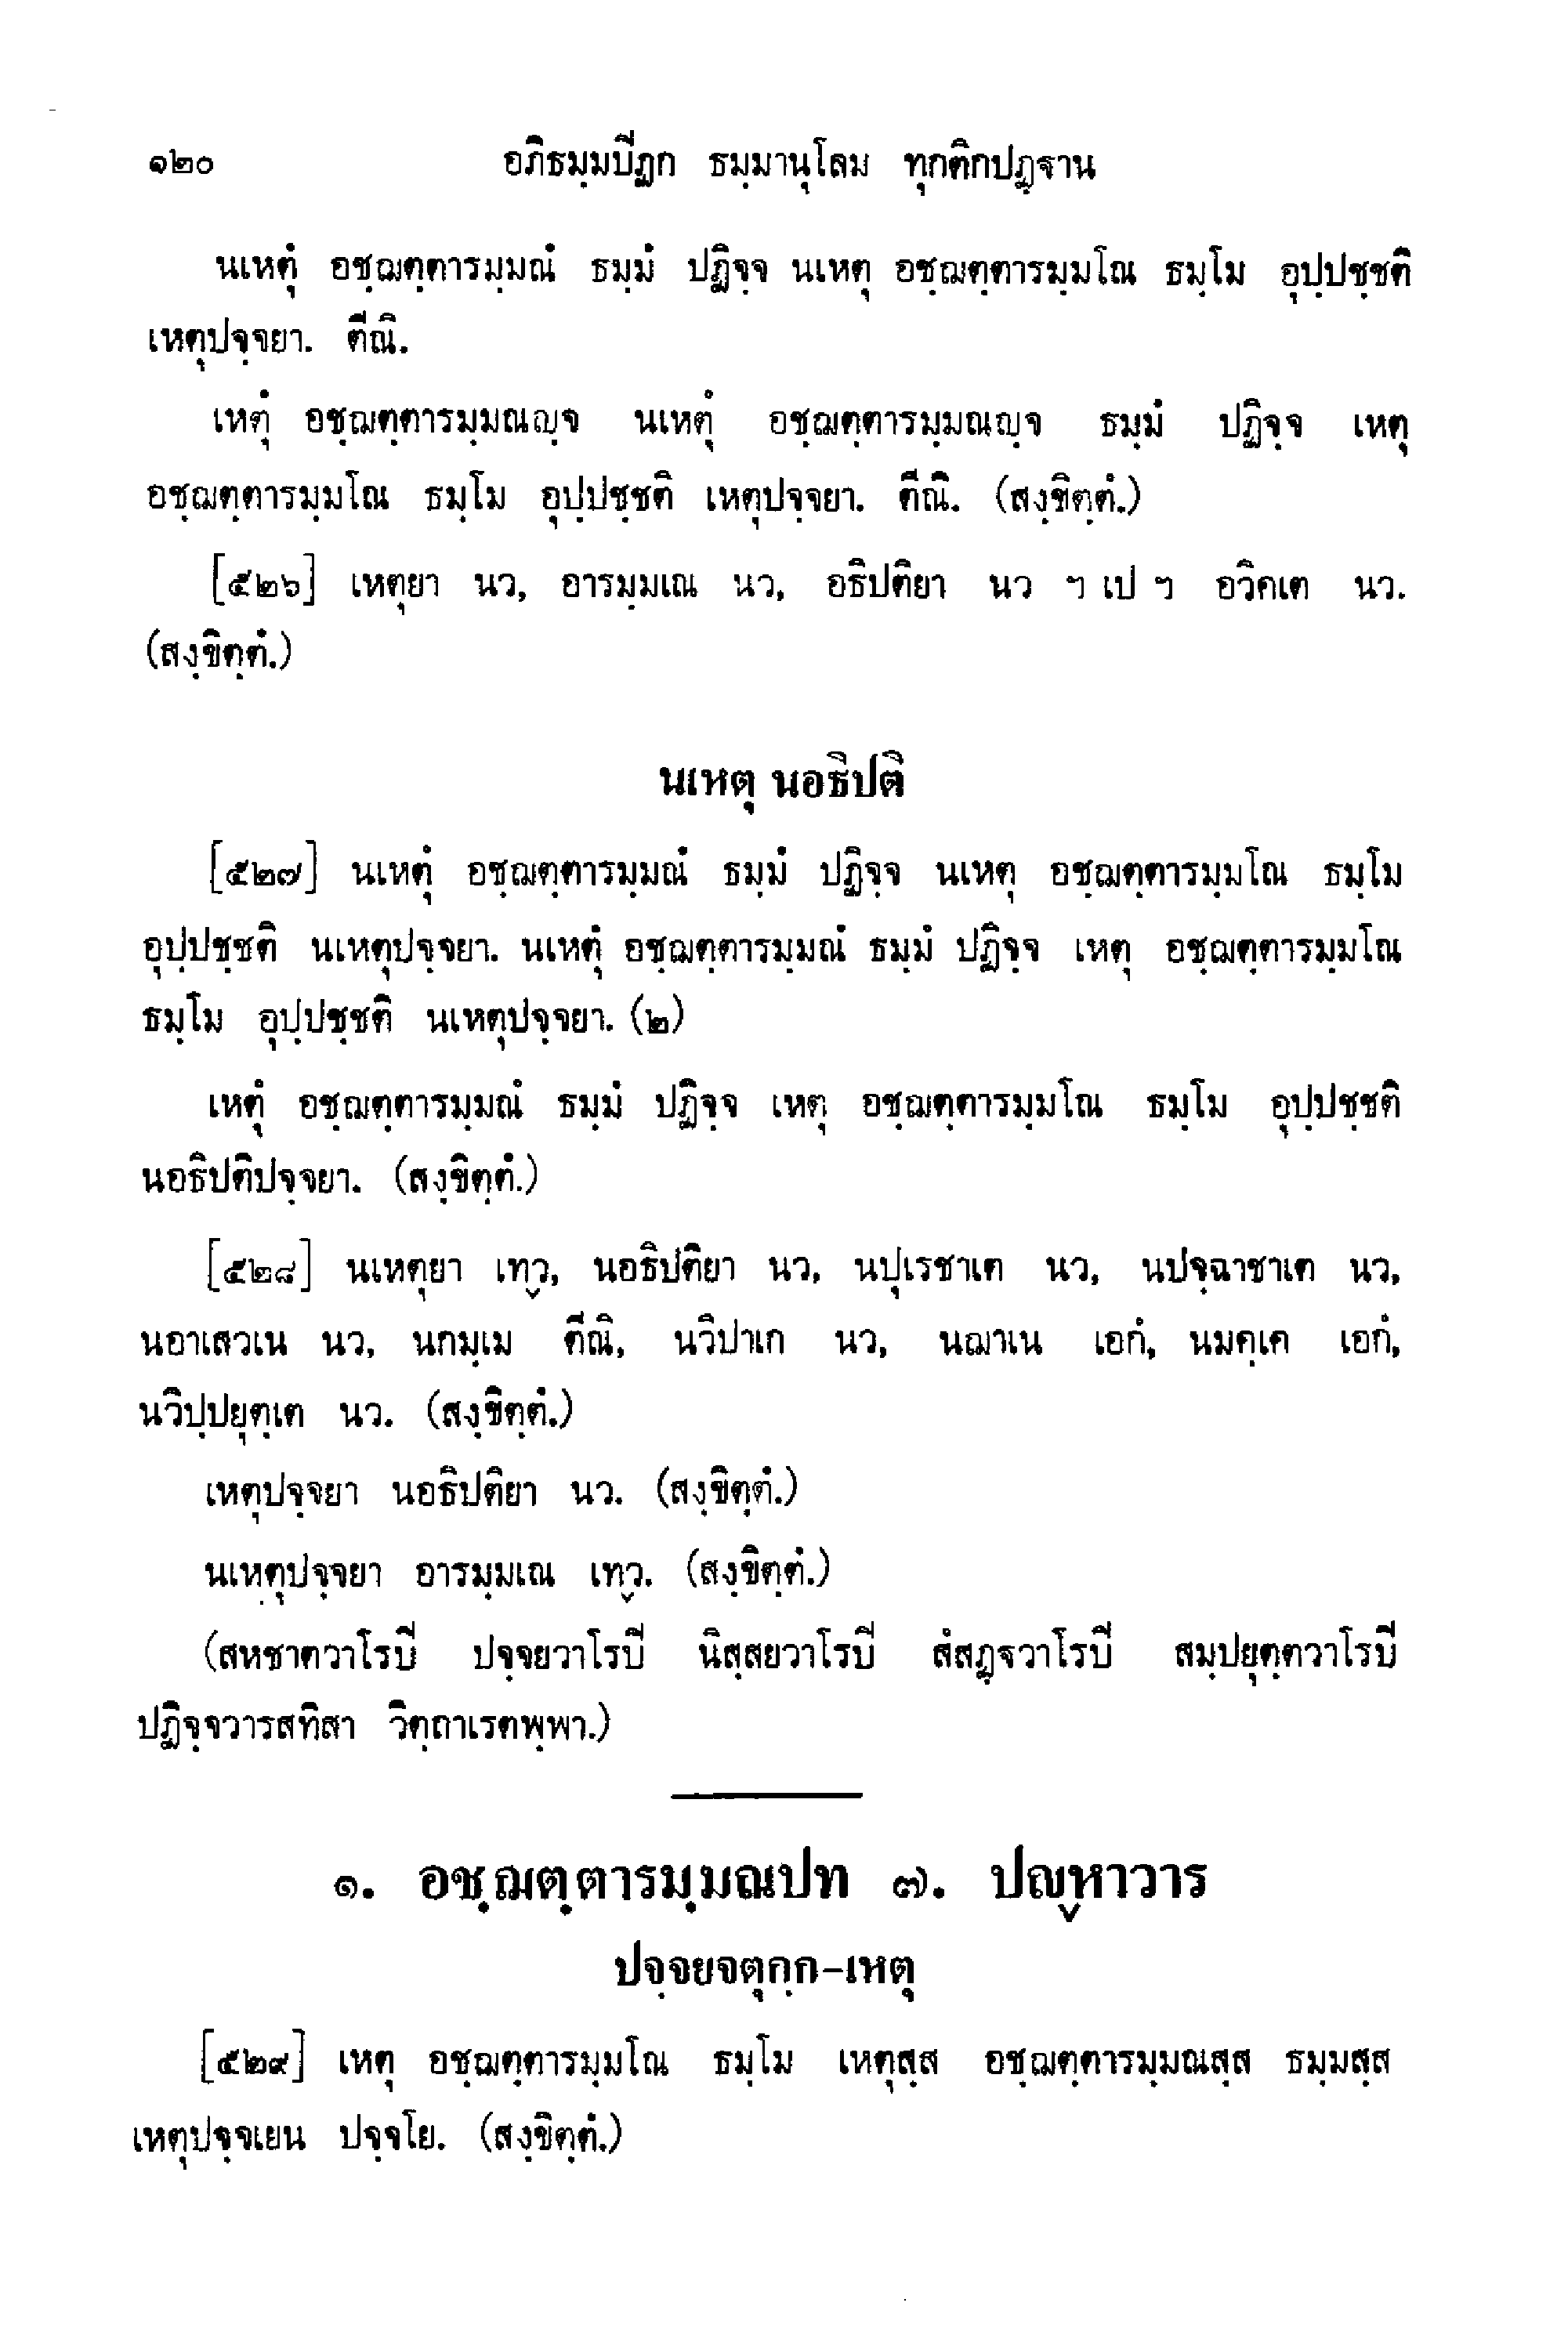 ๑๒๐ อภิธมฺมปีฏก ธมฺมานุโลม ทุกติกปฏฺฐาน
นเหตุํ อชฺฌตฺตารมฺมณํ ธมฺมํ ปฏิจฺจ นเหตุ อชฺฌตฺตารมฺมโณ ธมฺโม อุปฺปชฺชติ
เหตุปจฺจยา. ตีณิ.
เหตุํ อชฺฌตฺตารมฺมณญฺจ นเหตุํ อชฺฌตฺตารมฺมณญฺจ ธมฺมํ ปฏิจฺจ เหตุ
อชฺฌตฺตารมฺมโณ ธมฺโม อุปฺปชฺชติ เหตุปจฺจยา. ตีณิ. (สงฺขิตฺตํ.)
[๕๒๖] เหตุยา นว, อารมฺมเณ นว, อธิปติยา นว ฯ เป ฯ อวิคเต นว.
(สงฺขิตฺตํ.)
นเหตุ นอธิปติ
[๕๒๗] นเหตุํ อชฺฌตฺตารมฺมณํ ธมฺมํ ปฏิจฺจ นเหตุ อชฺฌตฺตารมฺมโณ ธมฺโม
อุปฺปชฺชติ นเหตุปจฺจยา. นเหตุํ อชฺฌตฺตารมฺมณํ ธมฺมํ ปฏิจฺจ เหตุ อชฺฌตฺตารมฺมโณ
ธมฺโม อุปฺปชฺชติ นเหตุปจฺจยา. (๒)
เหตุํ อชฺฌตฺตารมฺมณํ ธมฺมํ ปฏิจฺจ เหตุ อชฺฌตฺตารมฺมโณ ธมฺโม อุปฺปชฺชติ
นอธิปติปจฺจยา. (สงฺขิตฺตํ.)
[๕๒๘] นเหตุยา เทฺว, นอธิปติยา นว, นปุเรชาเต นว, นปจฺฉาชาเต นว,
นอาเสวเน นว, นกมฺเม ตีณิ, นวิปาเก นว, นฌาเน เอกํ, นมคฺเค เอกํ,
นวิปฺปยุตฺเต นว. (สงฺขิตฺตํ.)
เหตุปจฺจยา นอธิปติยา นว. (สงฺขิตฺตํ.)
นเหตุปจฺจยา อารมฺมเณ เทฺว. (สงฺขิตฺตํ.)
(สหชาตวาโรปี ปจฺจยวาโรปี นิสฺสยวาโรปี สํสฏฺฐวาโรปี สมฺปยุตฺตวาโรปี
ปฏิจฺจวารสทิสา วิตฺถาเรตพฺพา.)
๑. อชฺฌตฺตารมฺมณปท ๗. ปญฺหาวาร
ปจฺจยจตุกฺก-เหตุ
[๕๒๙] เหตุ อชฺฌตฺตารมฺมโณ ธมฺโม เหตุสฺส อชฺฌตฺตารมฺมณสฺส ธมฺมสฺส
เหตุปจฺจเยน ปจฺจโย. (สงฺขิตฺตํ.)